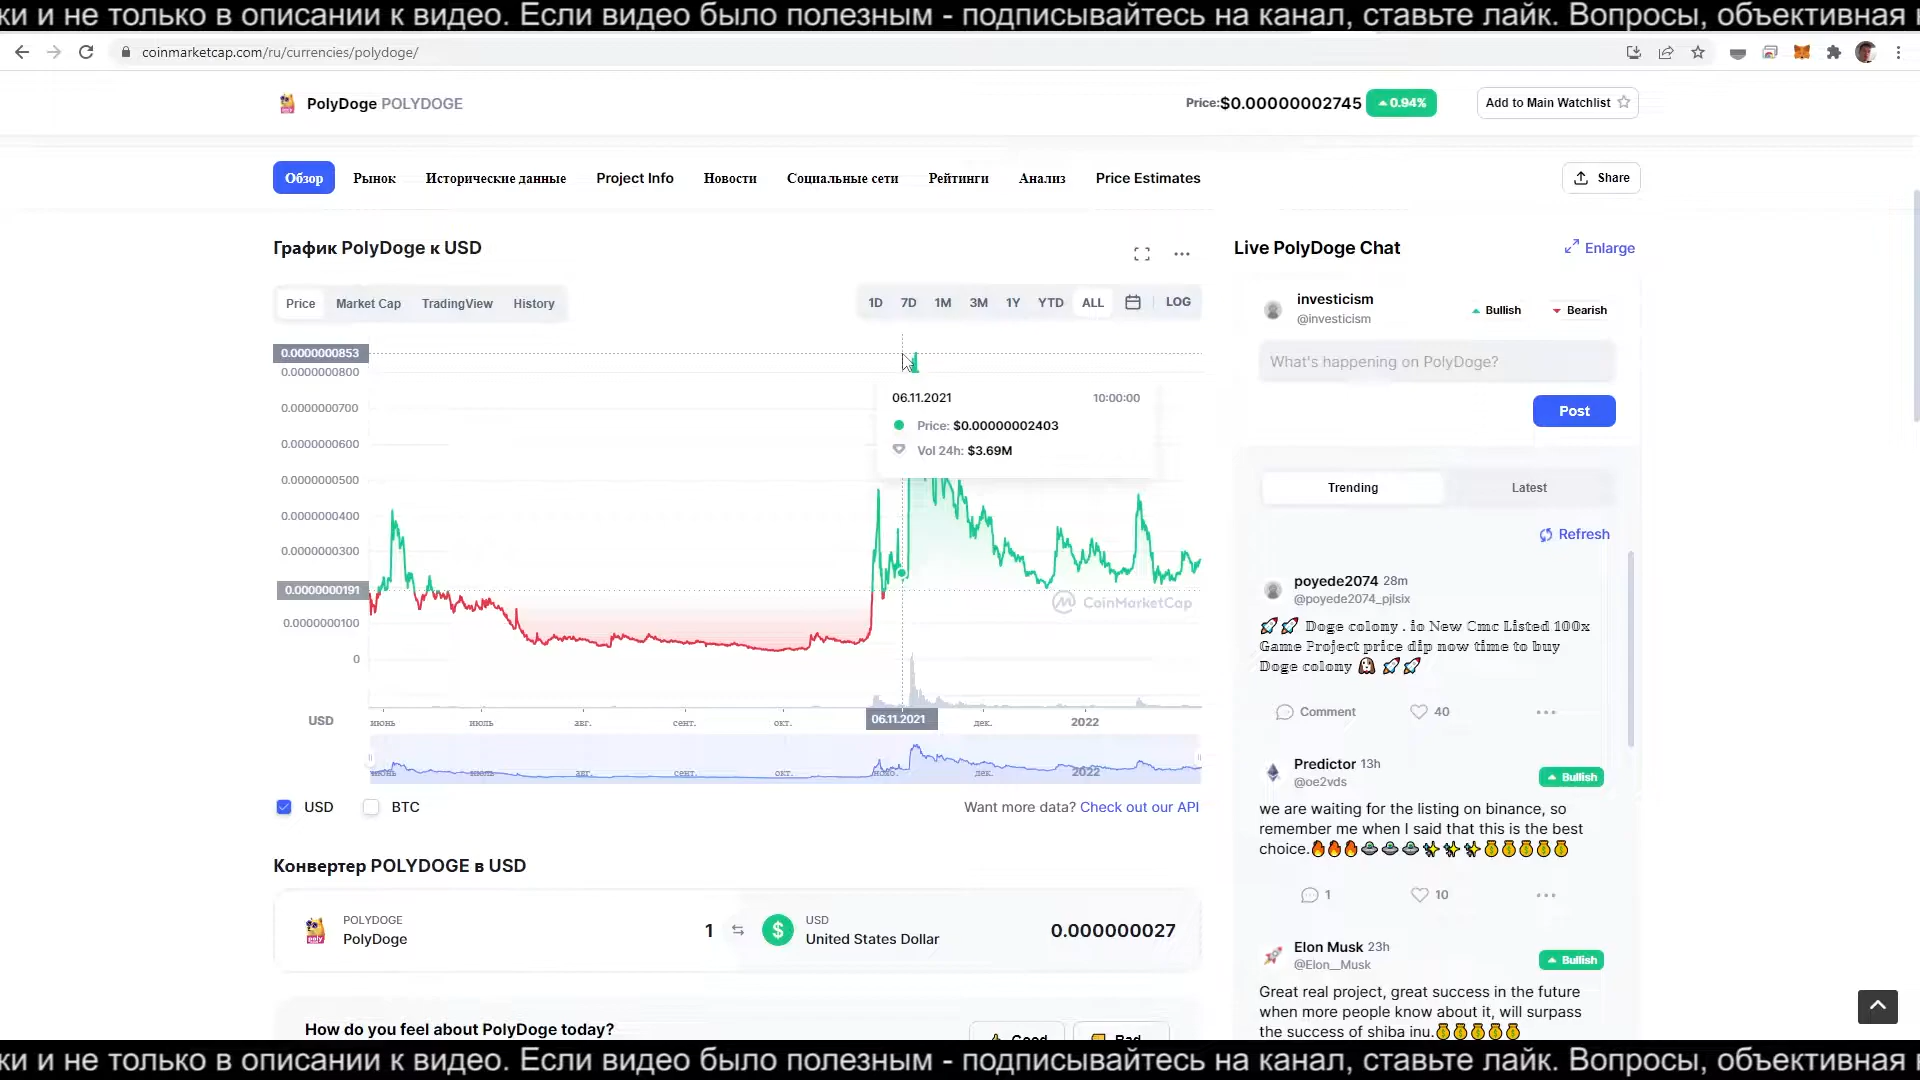 ки и не только в описании к видео. Если видео было полезным - подписывайтесь на канал, ставьте лайк. Вопросы, объективная
coinmarketcap.com/ru/currencies/polydoge/
PolyDoge POLYDOGE
Price:$0.00000002745 0.94%
Add to Main Watchlist
Обзор Рынок Исторические данные Project Info Новости Социальные сети Рейтинги Анализ Price Estimates
Share
График PolyDoge к USD
Price Market Cap TradingView History
1D 7D 1M 3M 1Y YTD ALL LOG
0.0000000853
0.0000000800
0.0000000700
0.0000000600
0.0000000500
0.0000000400
0.0000000300
0.0000000191
0.0000000100
0
06.11.2021 10:00:00
Price: $0.00000002403
Vol 24h: $3.69M
CoinMarketCap
USD
июнь июль авг. сент. окт. 06.11.2021 дек. 2022
июнь июль авг. сент. окт. нояб. дек. 2022
USD BTC
Want more data? Check out our API
Конвертер POLYDOGE в USD
POLYDOGE
PolyDoge
1
USD
United States Dollar
0.000000027
How do you feel about PolyDoge today?
Good Bad
Live PolyDoge Chat
Enlarge
investicism
@investicism
Bullish Bearish
What's happening on PolyDoge?
Post
Trending Latest
Refresh
poyede2074 28m
@poyede2074_pjlsix
🚀🚀 Doge colony . io New Cmc Listed 100x
Game Project price dip now time to buy
Doge colony 🐶 🚀🚀
Comment 40
Predictor 13h
@oe2vds
Bullish
we are waiting for the listing on binance, so
remember me when I said that this is the best
choice.🔥🔥🔥🛸🛸🛸✨✨✨💰💰💰💰💰
1 10
Elon Musk 23h
@Elon__Musk
Bullish
Great real project, great success in the future
when more people know about it, will surpass
the success of shiba inu.💰💰💰💰💰
ки и не только в описании к видео. Если видео было полезным - подписывайтесь на канал, ставьте лайк. Вопросы, объективная